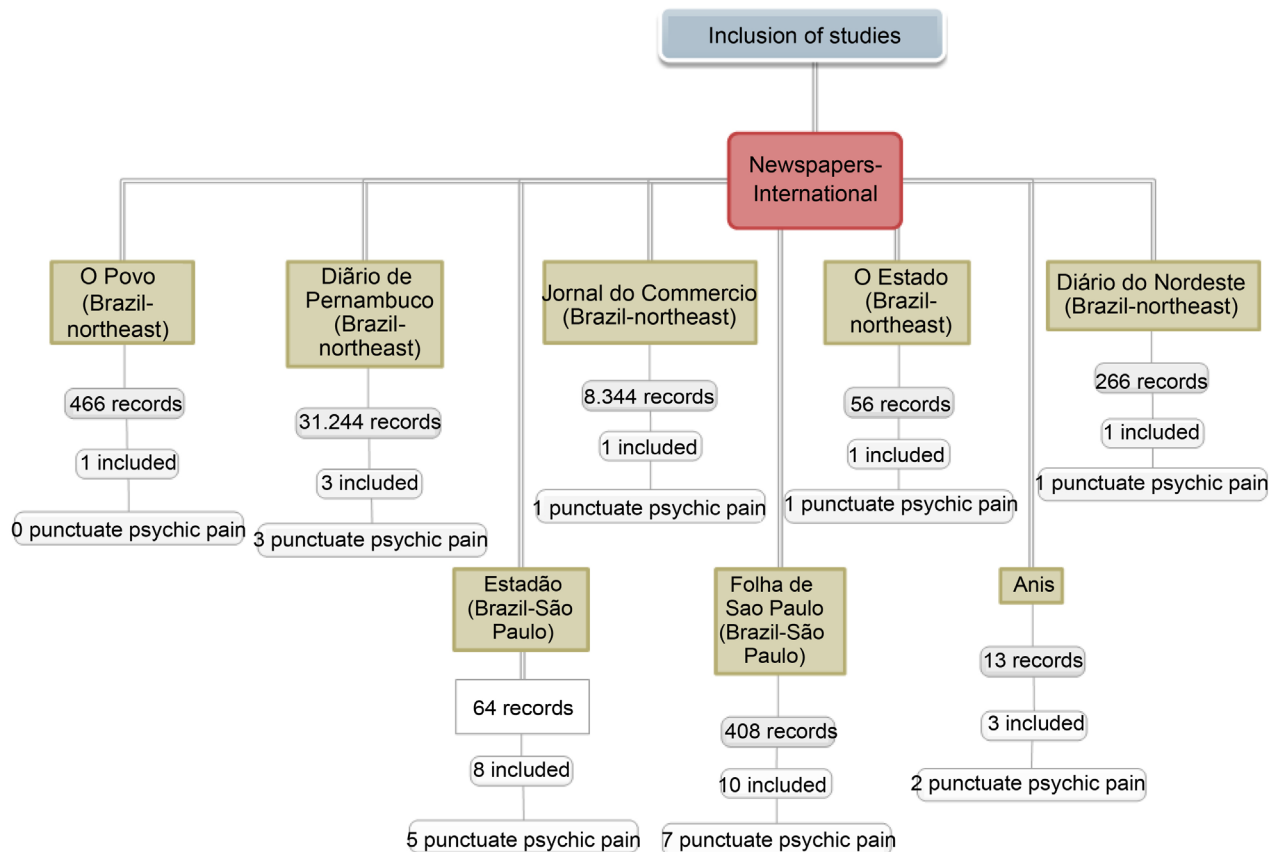 Inclusion of studies
Newspapers-
International
O Povo
(Brazil-
northeast)
466 records
1 included
0 punctuate psychic pain
Diãrio de
Pernambuco
(Brazil-
northeast)
31.244 records
3 included
3 punctuate psychic pain
Jornal do Commercio
(Brazil-northeast)
8.344 records
1 included
1 punctuate psychic pain
O Estado
(Brazil-
northeast)
56 records
1 included
1 punctuate psychic pain
Diário do Nordeste
(Brazil-northeast)
266 records
1 included
1 punctuate psychic pain
Estadão
(Brazil-São
Paulo)
64 records
8 included
5 punctuate psychic pain
Folha de
Sao Paulo
(Brazil-São
Paulo)
408 records
10 included
7 punctuate psychic pain
Anis
13 records
3 included
2 punctuate psychic pain